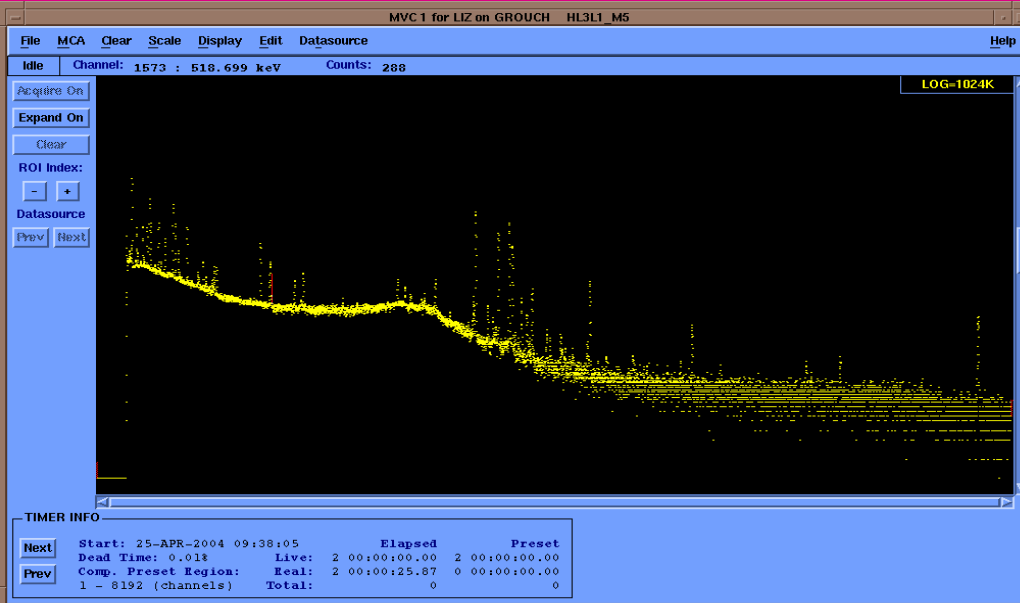 MVC 1 for LIZ on GROUCH HL3L1_M5
File MCA Clear Scale Display Edit Datasource Help
Idle Channel: 1573 : 518.699 keV Counts: 288
LOG=1024K
Acquire On
Expand On
Clear
ROI Index:
- +
Datasource
Prev Next
TIMER INFO
Next
Prev
Start: 25-APR-2004 09:38:05 Elapsed Preset
Dead Time: 0.01% Live: 2 00:00:00.00 2 00:00:00.00
Comp. Preset Region: Real: 2 00:00:25.87 0 00:00:00.00
1 - 8192 (channels) Total: 0 0